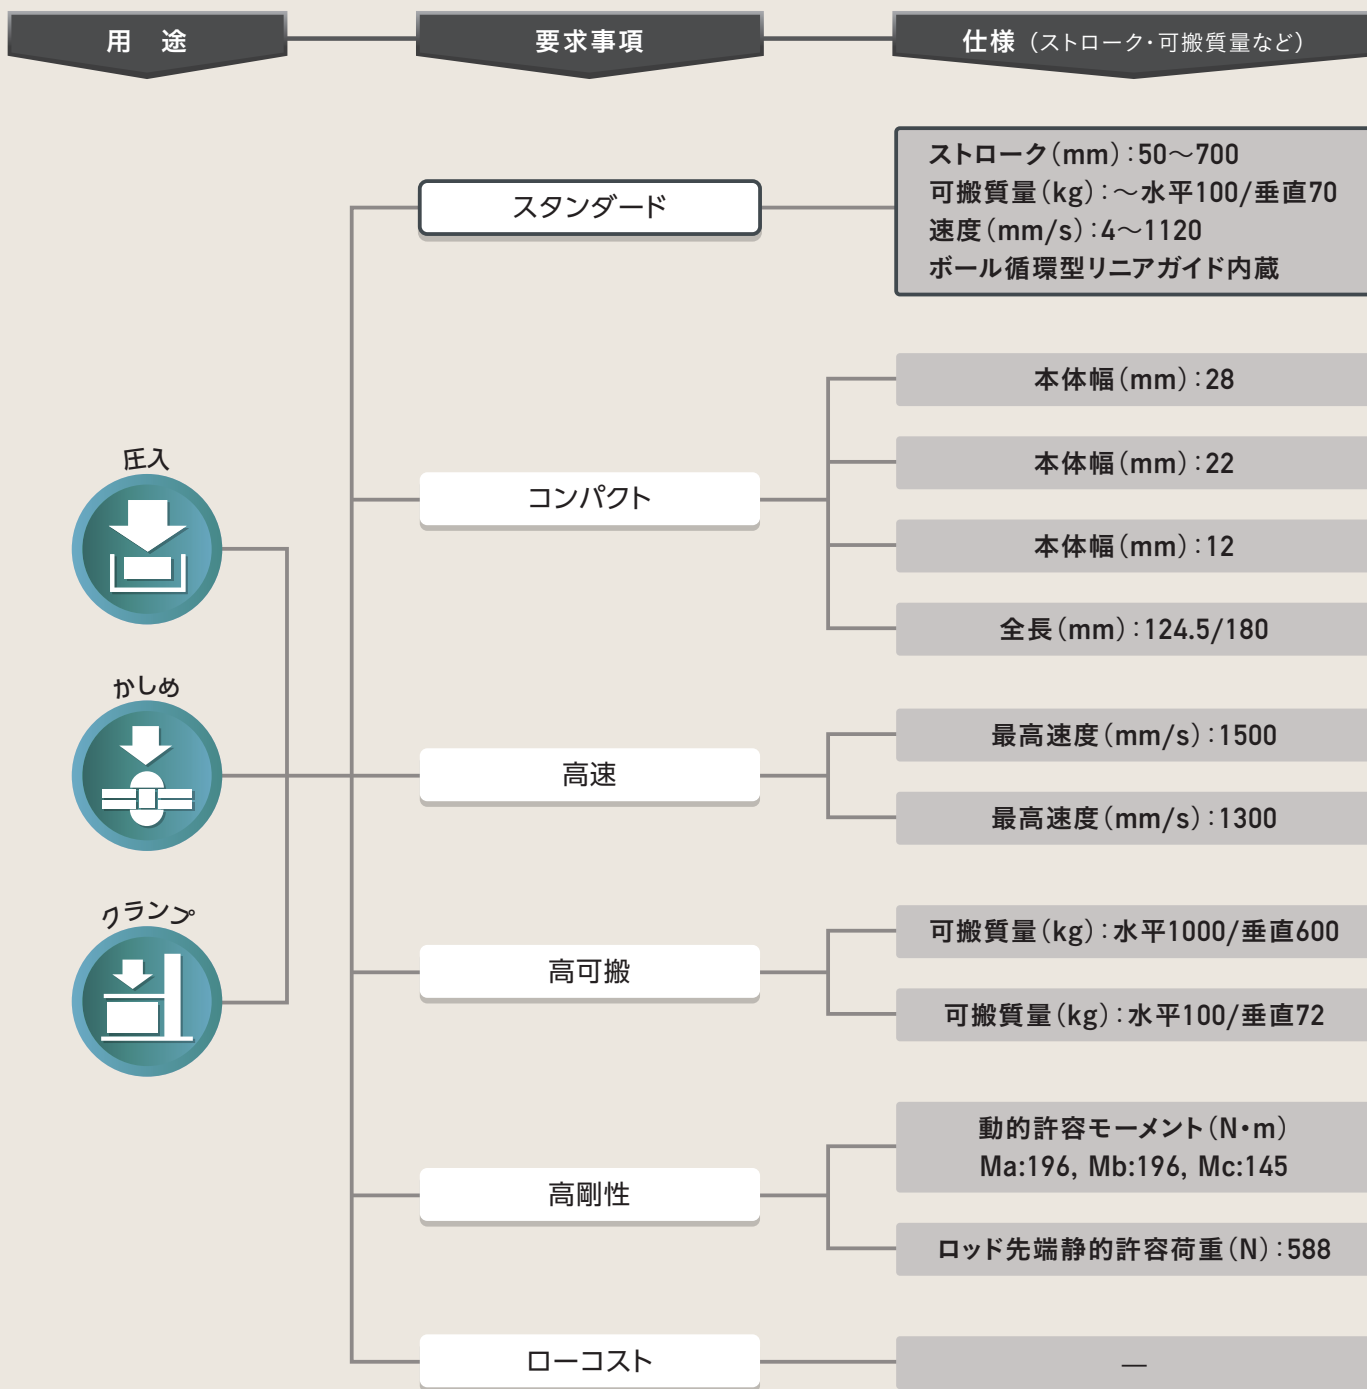 用　途
要求事項
仕様（ストローク・可搬質量など）
スタンダード
ストローク（mm）：50～700
可搬質量（kg）：～水平100/垂直70
速度（mm/s）：4～1120
ボール循環型リニアガイド内蔵
圧入
かしめ
クランプ
コンパクト
本体幅（mm）：28
本体幅（mm）：22
本体幅（mm）：12
全長（mm）：124.5/180
高速
最高速度（mm/s）：1500
最高速度（mm/s）：1300
高可搬
可搬質量（kg）：水平1000/垂直600
可搬質量（kg）：水平100/垂直72
高剛性
動的許容モーメント（N・m）
Ma:196, Mb:196, Mc:145
ロッド先端静的許容荷重（N）：588
ローコスト
—